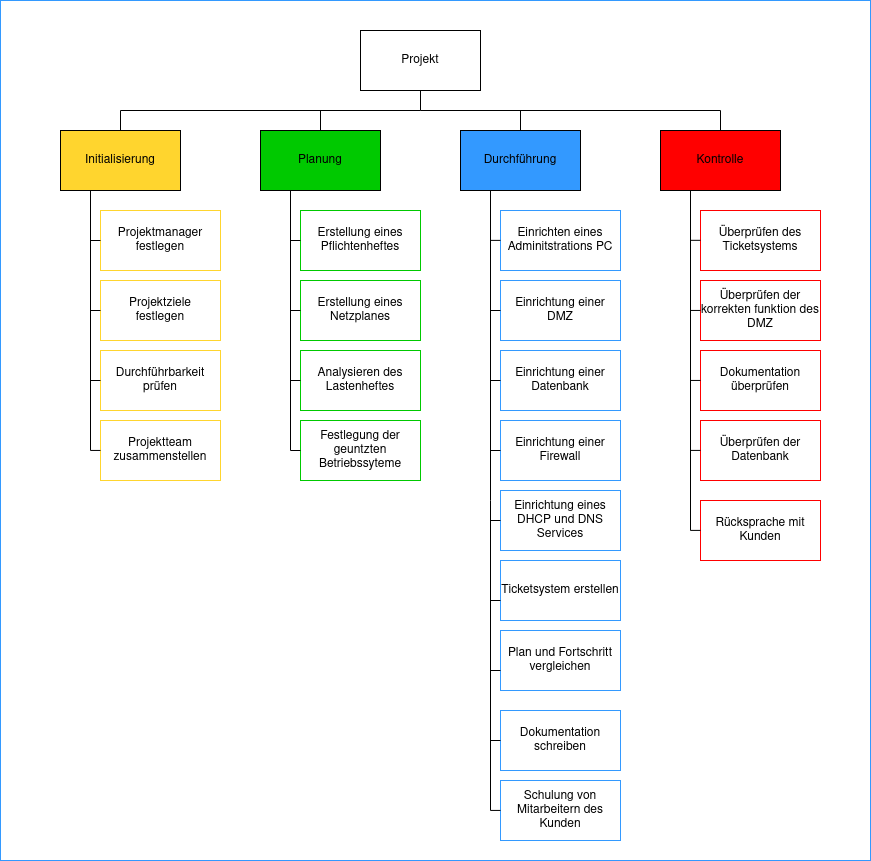 Projekt
Initialisierung
Projektmanager
festlegen
Projektziele
festlegen
Durchführbarkeit
prüfen
Projektteam
zusammenstellen
Planung
Erstellung eines
Pflichtenheftes
Erstellung eines
Netzplanes
Analysieren des
Lastenheftes
Festlegung der
geuntzten
Betriebssyteme
Durchführung
Einrichten eines
Adminitstrations PC
Einrichtung einer
DMZ
Einrichtung einer
Datenbank
Einrichtung einer
Firewall
Einrichtung eines
DHCP und DNS
Services
Ticketsystem erstellen
Plan und Fortschritt
vergleichen
Dokumentation
schreiben
Schulung von
Mitarbeitern des
Kunden
Kontrolle
Überprüfen des
Ticketsystems
Überprüfen der
korrekten funktion des
DMZ
Dokumentation
überprüfen
Überprüfen der
Datenbank
Rücksprache mit
Kunden